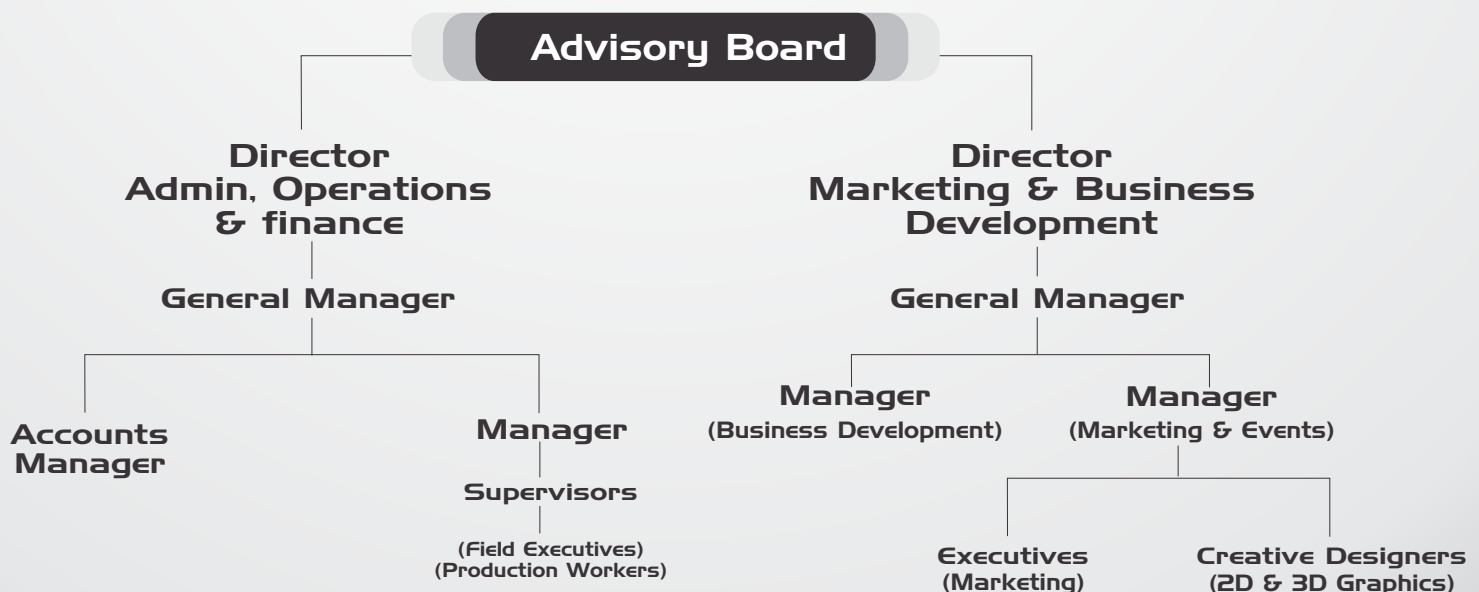 Advisory Board
Director
Admin, Operations
& finance
General Manager
Accounts
Manager
Manager
Supervisors
(Field Executives)
(Production Workers)
Director
Marketing & Business
Development
General Manager
Manager
(Business Development)
Manager
(Marketing & Events)
Executives
(Marketing)
Creative Designers
(2D & 3D Graphics)